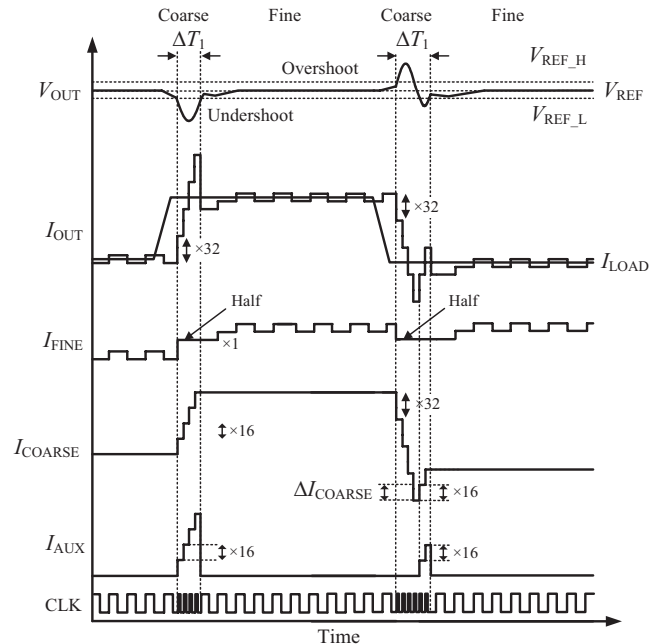 Coarse Fine Coarse Fine
ΔT1 ΔT1
Overshoot
VREF_H
VOUT
VREF
Undershoot
VREF_L
×32
IOUT
×32
ILOAD
Half
Half
IFINE
×1
×32
×16
ICOARSE
ΔICOARSE
×16
IAUX
×16
×16
CLK
Time